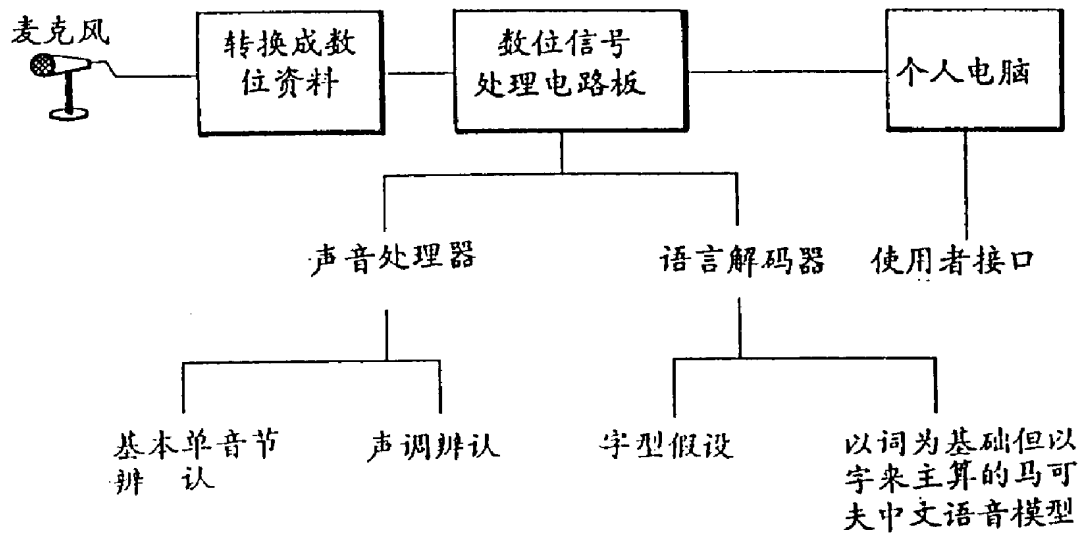 麦克风
转换成数
位资料
数位信号
处理电路板
个人电脑
声音处理器
语言解码器
使用者接口
基本单音节
辨 认
声调辨认
字型假设
以词为基础但以
字来主算的马可
夫中文语音模型